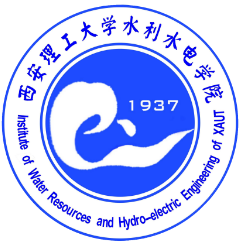 西安理工大学水利水电学院
1937
Institute of Water Resources and Hydro-electric Engineering of XAUT